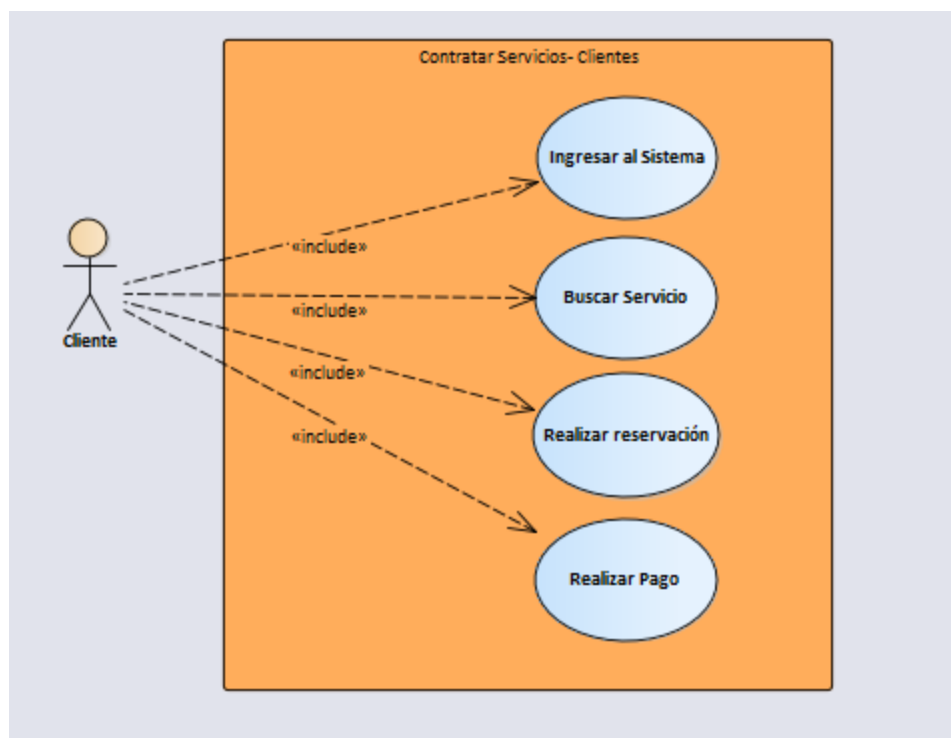 Contratar Servicios- Clientes
Ingresar al Sistema
«include»
Buscar Servicio
«include»
Cliente
«include»
Realizar reservación
«include»
Realizar Pago